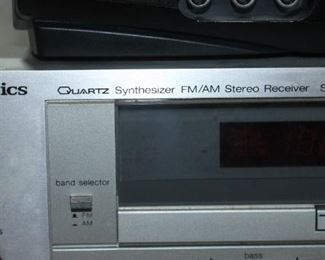 ics QUARTZ Synthesizer FM/AM Stereo Receiver S
band selector
FM
AM
bass